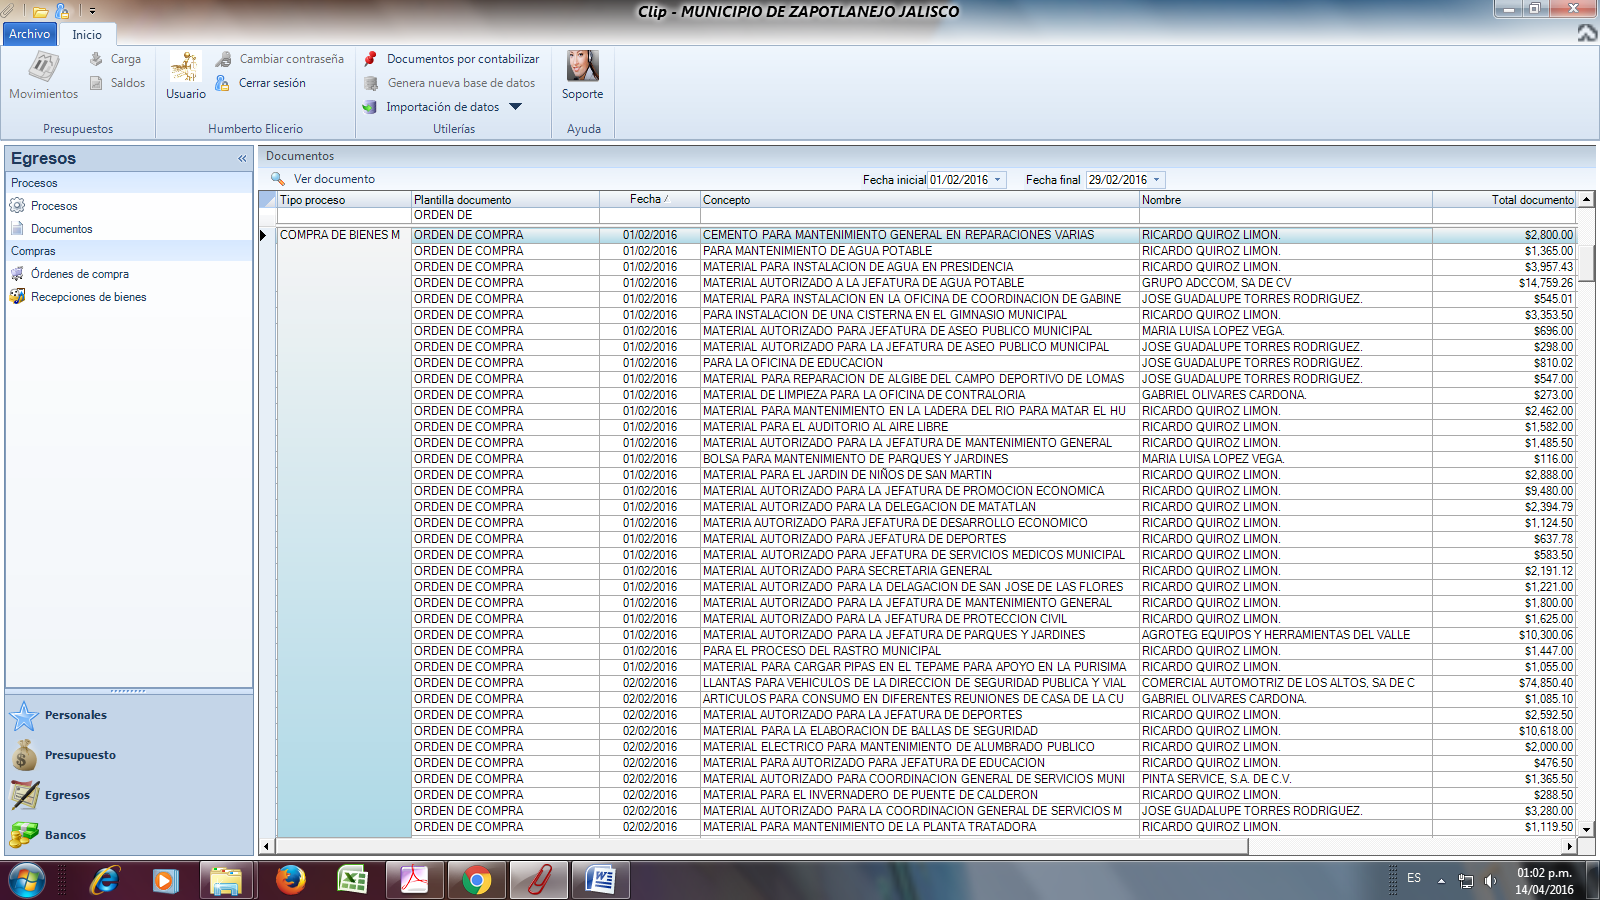 Clip - MUNICIPIO DE ZAPOTLANEJO JALISCO
Archivo Inicio
Movimientos Carga Saldos
Presupuestos
Usuario Cambiar contraseña Cerrar sesión
Humberto Elicerio
Documentos por contabilizar
Genera nueva base de datos
Importación de datos
Utilerías
Soporte
Ayuda
Egresos «
Procesos
Procesos
Documentos
Compras
Órdenes de compra
Recepciones de bienes
Personales
Presupuesto
Egresos
Bancos
Documentos
Ver documento Fecha inicial 01/02/2016 Fecha final 29/02/2016
Tipo proceso Plantilla documento Fecha Concepto Nombre Total documento
ORDEN DE
COMPRA DE BIENES M ORDEN DE COMPRA 01/02/2016 CEMENTO PARA MANTENIMIENTO GENERAL EN REPARACIONES VARIAS RICARDO QUIROZ LIMON. $2,800.00
ORDEN DE COMPRA 01/02/2016 PARA MANTENIMIENTO DE AGUA POTABLE RICARDO QUIROZ LIMON. $1,365.00
ORDEN DE COMPRA 01/02/2016 MATERIAL PARA INSTALACION DE AGUA EN PRESIDENCIA RICARDO QUIROZ LIMON. $3,957.43
ORDEN DE COMPRA 01/02/2016 MATERIAL AUTORIZADO A LA JEFATURA DE AGUA POTABLE GRUPO ADCCOM, SA DE CV $14,759.26
ORDEN DE COMPRA 01/02/2016 MATERIAL PARA INSTALACION EN LA OFICINA DE COORDINACION DE GABINE JOSE GUADALUPE TORRES RODRIGUEZ. $545.01
ORDEN DE COMPRA 01/02/2016 PARA INSTALACION DE UNA CISTERNA EN EL GIMNASIO MUNICIPAL RICARDO QUIROZ LIMON. $3,353.50
ORDEN DE COMPRA 01/02/2016 MATERIAL AUTORIZADO PARA JEFATURA DE ASEO PUBLICO MUNICIPAL MARIA LUISA LOPEZ VEGA. $696.00
ORDEN DE COMPRA 01/02/2016 MATERIAL AUTORIZADO PARA LA JEFATURA DE ASEO PUBLICO MUNICIPAL JOSE GUADALUPE TORRES RODRIGUEZ. $298.00
ORDEN DE COMPRA 01/02/2016 PARA LA OFICINA DE EDUCACION JOSE GUADALUPE TORRES RODRIGUEZ. $810.02
ORDEN DE COMPRA 01/02/2016 MATERIAL PARA REPARACION DE ALGIBE DEL CAMPO DEPORTIVO DE LOMAS JOSE GUADALUPE TORRES RODRIGUEZ. $547.00
ORDEN DE COMPRA 01/02/2016 MATERIAL DE LIMPIEZA PARA LA OFICINA DE CONTRALORIA GABRIEL OLIVARES CARDONA. $273.00
ORDEN DE COMPRA 01/02/2016 MATERIAL PARA MANTENIMIENTO EN LA LADERA DEL RIO PARA MATAR EL HU RICARDO QUIROZ LIMON. $2,462.00
ORDEN DE COMPRA 01/02/2016 MATERIAL PARA EL AUDITORIO AL AIRE LIBRE RICARDO QUIROZ LIMON. $1,582.00
ORDEN DE COMPRA 01/02/2016 MATERIAL AUTORIZADO PARA LA JEFATURA DE MANTENIMIENTO GENERAL RICARDO QUIROZ LIMON. $1,485.50
ORDEN DE COMPRA 01/02/2016 BOLSA PARA MANTENIMIENTO DE PARQUES Y JARDINES MARIA LUISA LOPEZ VEGA. $116.00
ORDEN DE COMPRA 01/02/2016 MATERIAL PARA EL JARDIN DE NIÑOS DE SAN MARTIN RICARDO QUIROZ LIMON. $2,888.00
ORDEN DE COMPRA 01/02/2016 MATERIAL AUTORIZADO PARA LA JEFATURA DE PROMOCION ECONOMICA RICARDO QUIROZ LIMON. $9,480.00
ORDEN DE COMPRA 01/02/2016 MATERIAL AUTORIZADO PARA LA DELEGACION DE MATATLAN RICARDO QUIROZ LIMON. $2,394.79
ORDEN DE COMPRA 01/02/2016 MATERIA AUTORIZADO PARA JEFATURA DE DESARROLLO ECONOMICO RICARDO QUIROZ LIMON. $1,124.50
ORDEN DE COMPRA 01/02/2016 MATERIAL AUTORIZADO PARA JEFATURA DE DEPORTES RICARDO QUIROZ LIMON. $637.78
ORDEN DE COMPRA 01/02/2016 MATERIAL AUTORIZADO PARA JEFATURA DE SERVICIOS MEDICOS MUNICIPAL RICARDO QUIROZ LIMON. $583.50
ORDEN DE COMPRA 01/02/2016 MATERIAL AUTORIZADO PARA SECRETARIA GENERAL RICARDO QUIROZ LIMON. $2,191.12
ORDEN DE COMPRA 01/02/2016 MATERIAL AUTORIZADO PARA LA DELAGACION DE SAN JOSE DE LAS FLORES RICARDO QUIROZ LIMON. $1,221.00
ORDEN DE COMPRA 01/02/2016 MATERIAL AUTORIZADO PARA LA JEFATURA DE MANTENIMIENTO GENERAL RICARDO QUIROZ LIMON. $1,800.00
ORDEN DE COMPRA 01/02/2016 MATERIAL AUTORIZADO PARA LA JEFATURA DE PROTECCION CIVIL RICARDO QUIROZ LIMON. $1,625.00
ORDEN DE COMPRA 01/02/2016 MATERIAL AUTORIZADO PARA LA JEFATURA DE PARQUES Y JARDINES AGROTEG EQUIPOS Y HERRAMIENTAS DEL VALLE $10,300.06
ORDEN DE COMPRA 01/02/2016 PARA EL PROCESO DEL RASTRO MUNICIPAL RICARDO QUIROZ LIMON. $1,447.00
ORDEN DE COMPRA 01/02/2016 MATERIAL PARA CARGAR PIPAS EN EL TEPAME PARA APOYO EN LA PURISIMA RICARDO QUIROZ LIMON. $1,055.00
ORDEN DE COMPRA 02/02/2016 LLANTAS PARA VEHICULOS DE LA DIRECCION DE SEGURIDAD PUBLICA Y VIAL COMERCIAL AUTOMOTRIZ DE LOS ALTOS, SA DE C $74,850.40
ORDEN DE COMPRA 02/02/2016 ARTICULOS PARA CONSUMO EN DIFERENTES REUNIONES DE CASA DE LA CU GABRIEL OLIVARES CARDONA. $1,085.10
ORDEN DE COMPRA 02/02/2016 MATERIAL AUTORIZADO PARA LA JEFATURA DE DEPORTES RICARDO QUIROZ LIMON. $2,592.50
ORDEN DE COMPRA 02/02/2016 MATERIAL PARA LA ELABORACION DE BALLAS DE SEGURIDAD RICARDO QUIROZ LIMON. $10,618.00
ORDEN DE COMPRA 02/02/2016 MATERIAL ELECTRICO PARA MANTENIMIENTO DE ALUMBRADO PUBLICO RICARDO QUIROZ LIMON. $2,000.00
ORDEN DE COMPRA 02/02/2016 MATERIAL PARA AUTORIZADO PARA JEFATURA DE EDUCACION RICARDO QUIROZ LIMON. $476.50
ORDEN DE COMPRA 02/02/2016 MATERIAL AUTORIZADO PARA COORDINACION GENERAL DE SERVICIOS MUNI PINTA SERVICE, S.A. DE C.V. $1,365.50
ORDEN DE COMPRA 02/02/2016 MATERIAL PARA EL INVERNADERO DE PUENTE DE CALDERON RICARDO QUIROZ LIMON. $288.50
ORDEN DE COMPRA 02/02/2016 MATERIAL AUTORIZADO PARA LA COORDINACION GENERAL DE SERVICIOS M JOSE GUADALUPE TORRES RODRIGUEZ. $3,280.00
ORDEN DE COMPRA 02/02/2016 MATERIAL PARA MANTENIMIENTO DE LA PLANTA TRATADORA RICARDO QUIROZ LIMON. $1,119.50
ES 01:02 p.m.
14/04/2016